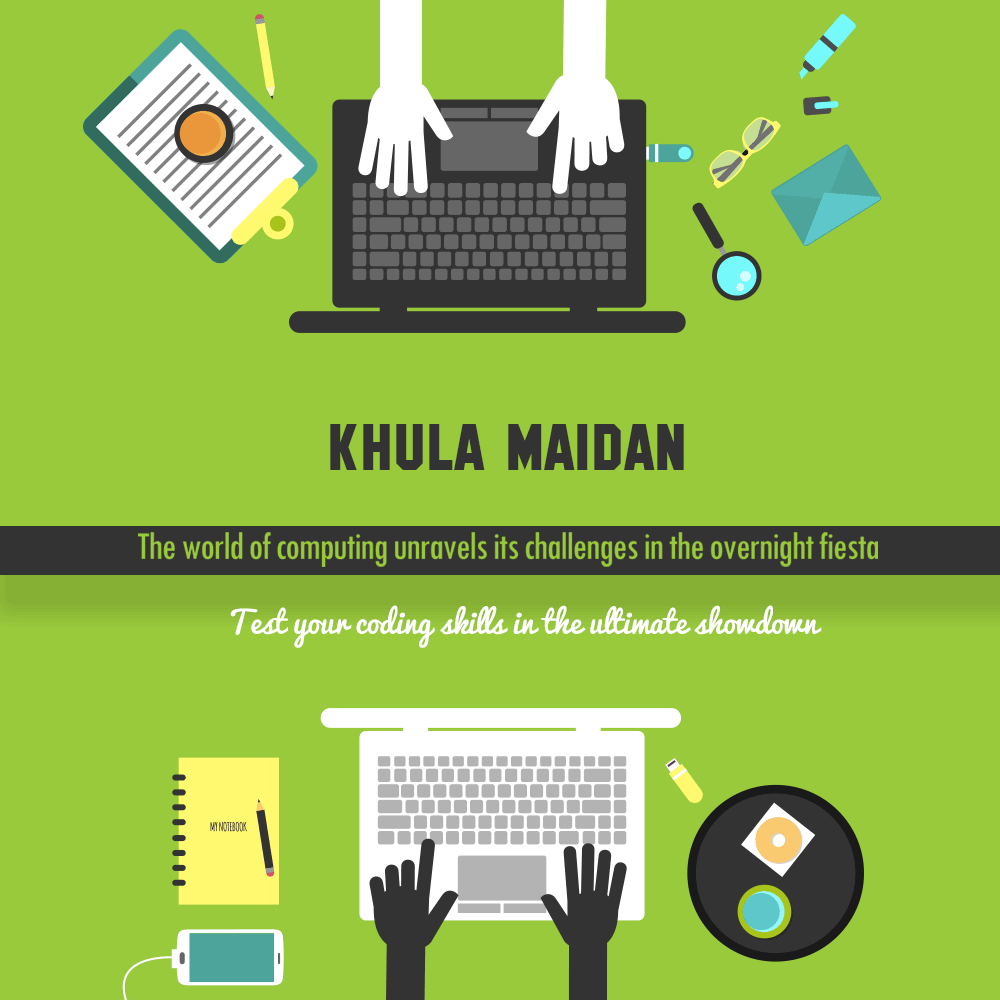 KHULA MAIDAN
The world of computing unravels its challenges in the overnight fiesta
Test your coding skills in the ultimate showdown
MY NOTEBOOK